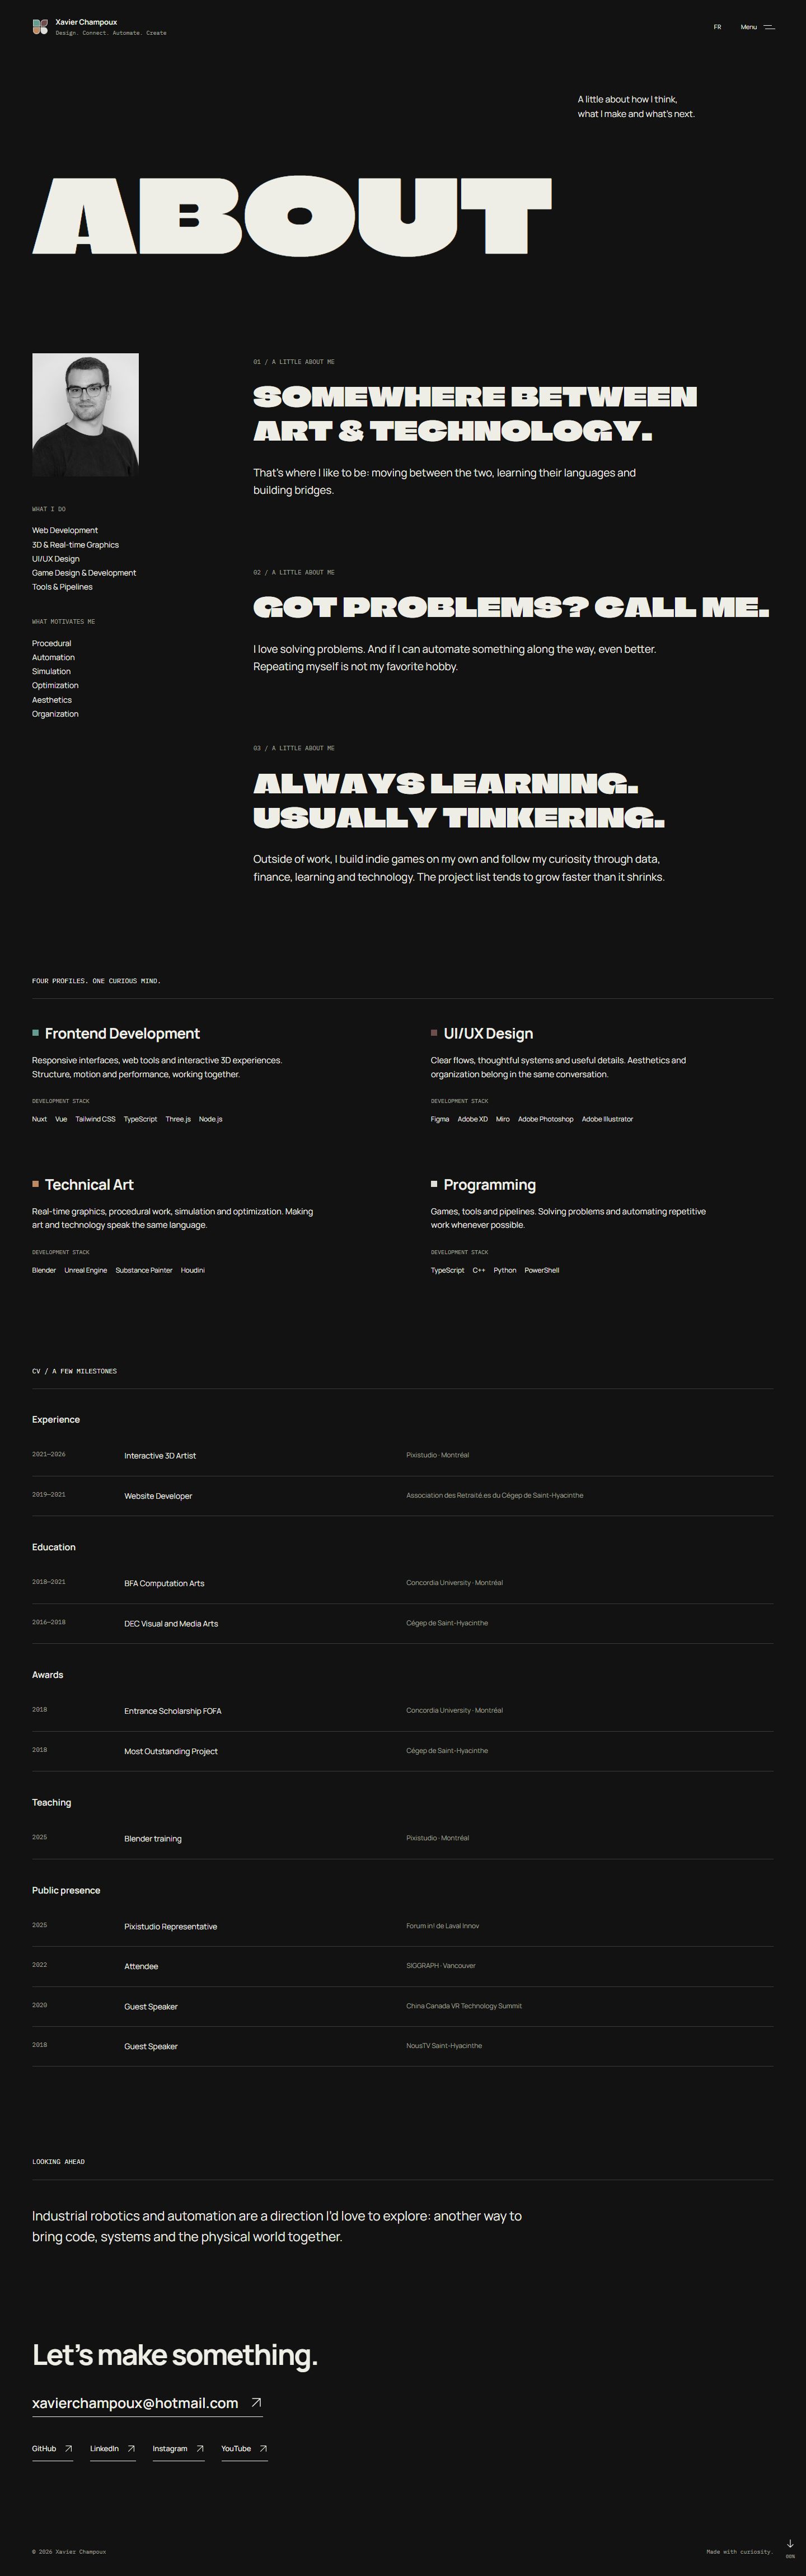 Xavier Champoux
Design. Connect. Automate. Create
FR
Menu
A little about how I think,
what I make and what's next.
ABOUT
01 / A LITTLE ABOUT ME
SOMEWHERE BETWEEN
ART & TECHNOLOGY.
That's where I like to be: moving between the two, learning their languages and
building bridges.
WHAT I DO
Web Development
3D & Real-time Graphics
UI/UX Design
Game Design & Development
Tools & Pipelines
WHAT MOTIVATES ME
Procedural
Automation
Simulation
Optimization
Aesthetics
Organization
02 / A LITTLE ABOUT ME
GOT PROBLEMS? CALL ME.
I love solving problems. And if I can automate something along the way, even better.
Repeating myself is not my favorite hobby.
03 / A LITTLE ABOUT ME
ALWAYS LEARNING.
USUALLY TINKERING.
Outside of work, I build indie games on my own and follow my curiosity through data,
finance, learning and technology. The project list tends to grow faster than it shrinks.
FOUR PROFILES. ONE CURIOUS MIND.
Frontend Development
Responsive interfaces, web tools and interactive 3D experiences.
Structure, motion and performance, working together.
DEVELOPMENT STACK
Nuxt Vue Tailwind CSS TypeScript Three.js Node.js
UI/UX Design
Clear flows, thoughtful systems and useful details. Aesthetics and
organization belong in the same conversation.
DEVELOPMENT STACK
Figma Adobe XD Miro Adobe Photoshop Adobe Illustrator
Technical Art
Real-time graphics, procedural work, simulation and optimization. Making
art and technology speak the same language.
DEVELOPMENT STACK
Blender Unreal Engine Substance Painter Houdini
Programming
Games, tools and pipelines. Solving problems and automating repetitive
work whenever possible.
DEVELOPMENT STACK
TypeScript C++ Python PowerShell
CV / A FEW MILESTONES
Experience
2021—2026 Interactive 3D Artist Pixistudio · Montréal
2019—2021 Website Developer Association des Retraité·es du Cégep de Saint-Hyacinthe
Education
2018—2021 BFA Computation Arts Concordia University · Montréal
2016—2018 DEC Visual and Media Arts Cégep de Saint-Hyacinthe
Awards
2018 Entrance Scholarship FOFA Concordia University · Montréal
2018 Most Outstanding Project Cégep de Saint-Hyacinthe
Teaching
2025 Blender training Pixistudio · Montréal
Public presence
2025 Pixistudio Representative Forum in! de Laval Innov
2022 Attendee SIGGRAPH · Vancouver
2020 Guest Speaker China Canada VR Technology Summit
2018 Guest Speaker NousTV Saint-Hyacinthe
LOOKING AHEAD
Industrial robotics and automation are a direction I'd love to explore: another way to
bring code, systems and the physical world together.
Let's make something.
xavierchampoux@hotmail.com
GitHub LinkedIn Instagram YouTube
© 2026 Xavier Champoux
Made with curiosity.